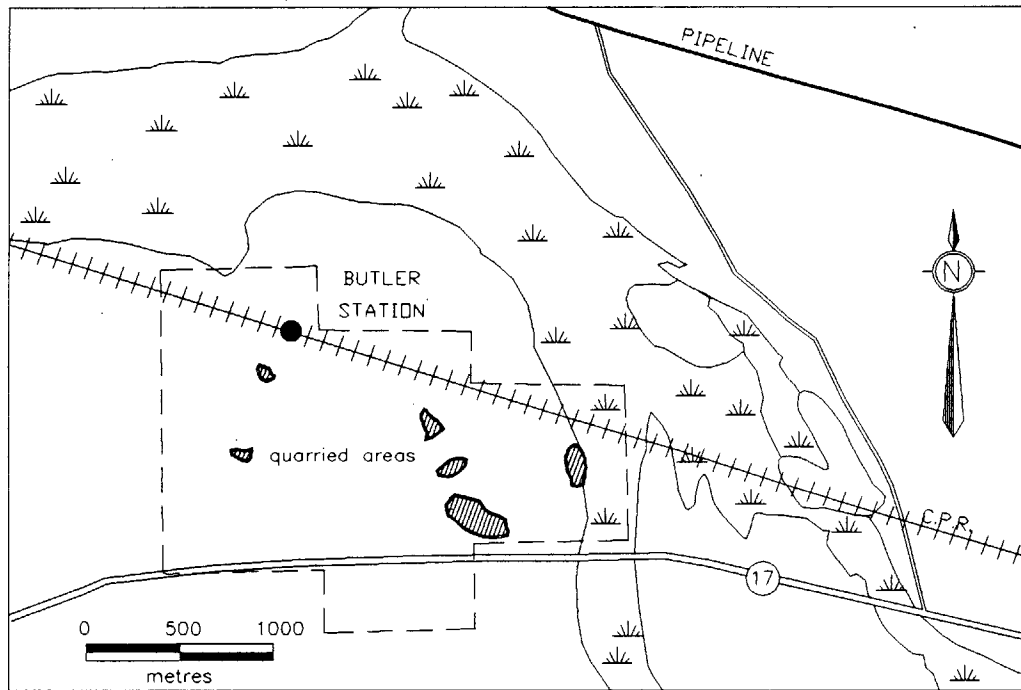 PIPELINE
N
BUTLER
STATION
quarried areas
C.P.R.
17
0 500 1000
metres